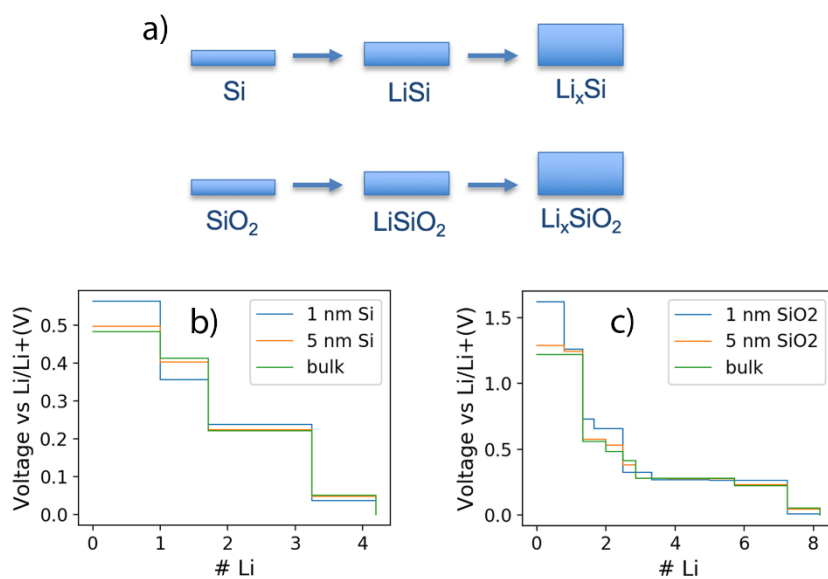 a)
Si LiSi LiₓSi
SiO₂ LiSiO₂ LiₓSiO₂
b)
Voltage vs Li/Li+(V)
0.5
0.4
0.3
0.2
0.1
0.0
1 nm Si
5 nm Si
bulk
0 1 2 3 4
# Li
c)
Voltage vs Li/Li+(V)
1.5
1.0
0.5
0.0
1 nm SiO2
5 nm SiO2
bulk
0 2 4 6 8
# Li